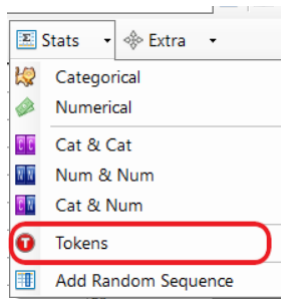 Stats Extra
Categorical
Numerical
C C Cat & Cat
N N Num & Num
C N Cat & Num
T Tokens
Add Random Sequence